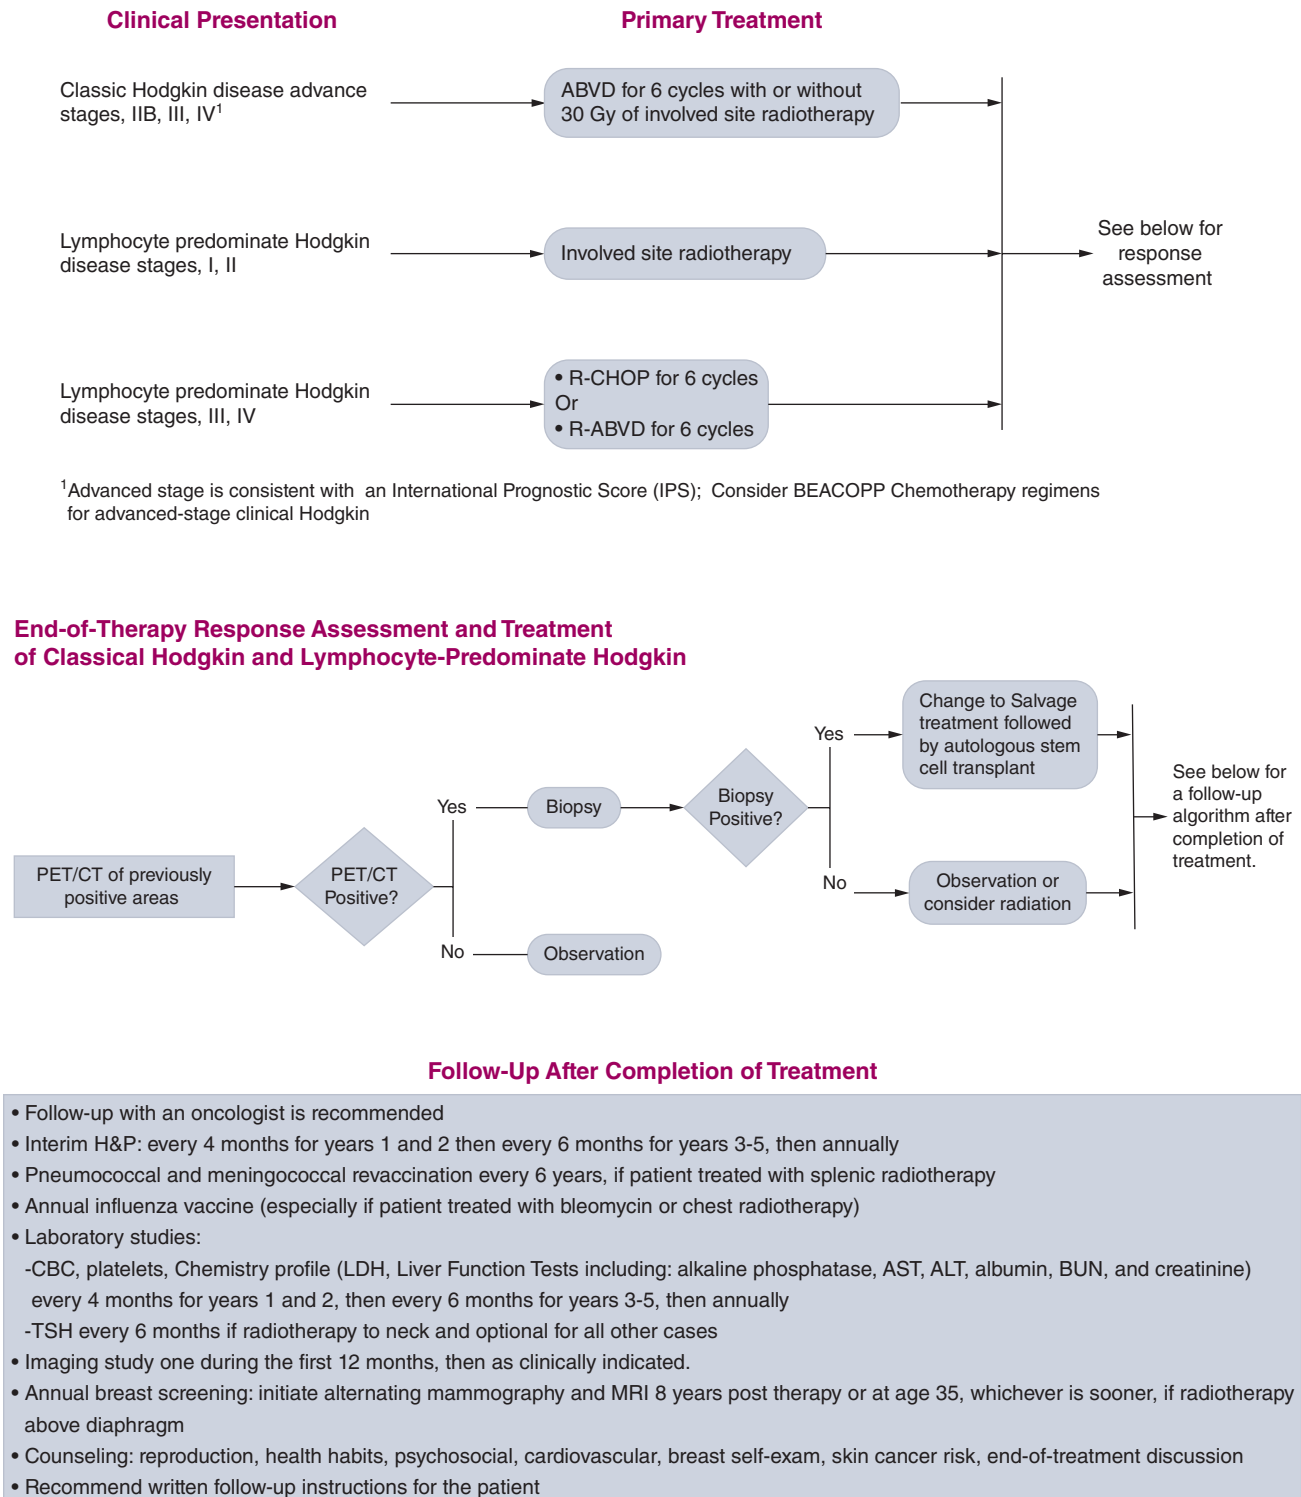 Clinical Presentation
Primary Treatment
Classic Hodgkin disease advance
stages, IIB, III, IV¹
ABVD for 6 cycles with or without
30 Gy of involved site radiotherapy
Lymphocyte predominate Hodgkin
disease stages, I, II
Involved site radiotherapy
See below for
response
assessment
Lymphocyte predominate Hodgkin
disease stages, III, IV
• R-CHOP for 6 cycles
Or
• R-ABVD for 6 cycles
¹Advanced stage is consistent with an International Prognostic Score (IPS); Consider BEACOPP Chemotherapy regimens
for advanced-stage clinical Hodgkin
End-of-Therapy Response Assessment and Treatment
of Classical Hodgkin and Lymphocyte-Predominate Hodgkin
PET/CT of previously
positive areas
PET/CT
Positive?
Yes
Biopsy
No
Observation
Biopsy
Positive?
Yes
Change to Salvage
treatment followed
by autologous stem
cell transplant
No
Observation or
consider radiation
See below for
a follow-up
algorithm after
completion of
treatment.
Follow-Up After Completion of Treatment
• Follow-up with an oncologist is recommended
• Interim H&P: every 4 months for years 1 and 2 then every 6 months for years 3-5, then annually
• Pneumococcal and meningococcal revaccination every 6 years, if patient treated with splenic radiotherapy
• Annual influenza vaccine (especially if patient treated with bleomycin or chest radiotherapy)
• Laboratory studies:
-CBC, platelets, Chemistry profile (LDH, Liver Function Tests including: alkaline phosphatase, AST, ALT, albumin, BUN, and creatinine)
every 4 months for years 1 and 2, then every 6 months for years 3-5, then annually
-TSH every 6 months if radiotherapy to neck and optional for all other cases
• Imaging study one during the first 12 months, then as clinically indicated.
• Annual breast screening: initiate alternating mammography and MRI 8 years post therapy or at age 35, whichever is sooner, if radiotherapy
above diaphragm
• Counseling: reproduction, health habits, psychosocial, cardiovascular, breast self-exam, skin cancer risk, end-of-treatment discussion
• Recommend written follow-up instructions for the patient